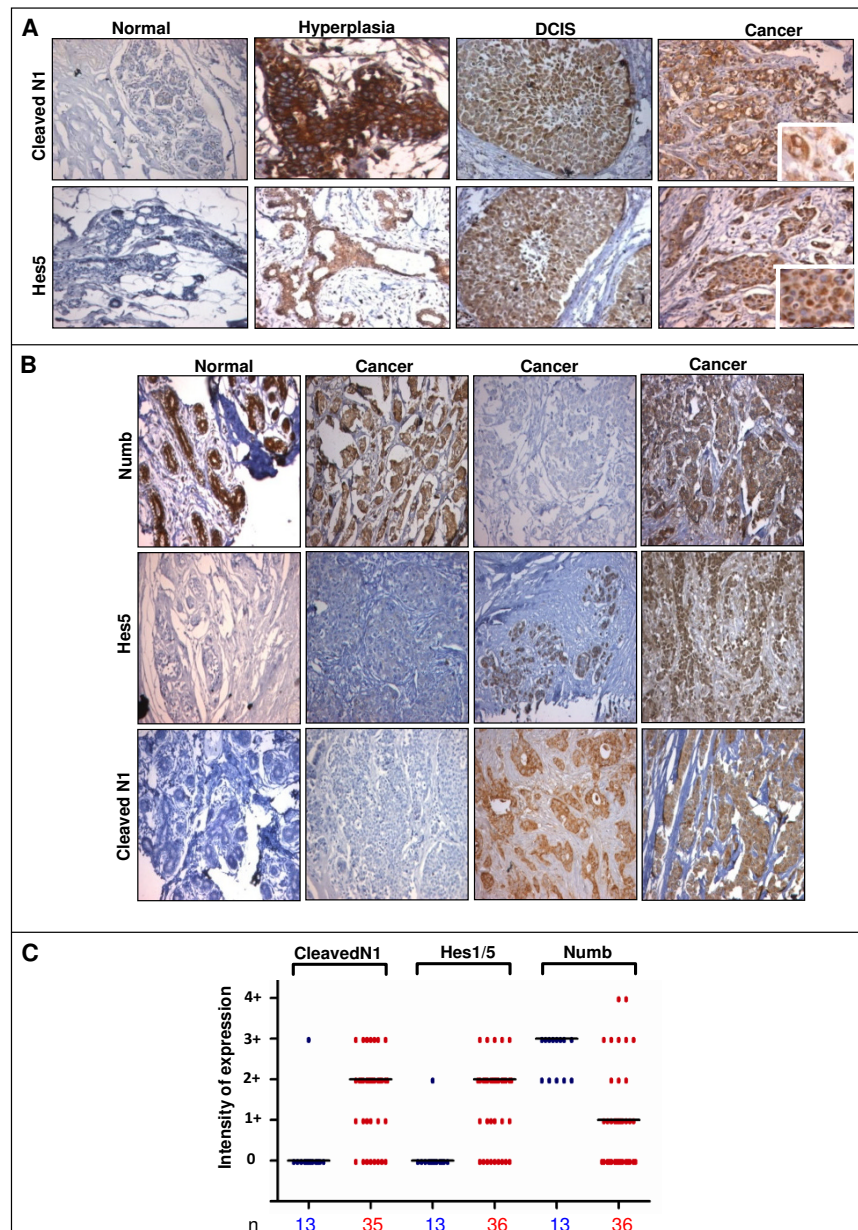 A
Normal Hyperplasia DCIS Cancer
Cleaved N1
Hes5
B
Normal Cancer Cancer Cancer
Numb
Hes5
Cleaved N1
C
CleavedN1 Hes1/5 Numb
Intensity of expression
4+
3+
2+
1+
0
n 13 35 13 36 13 36